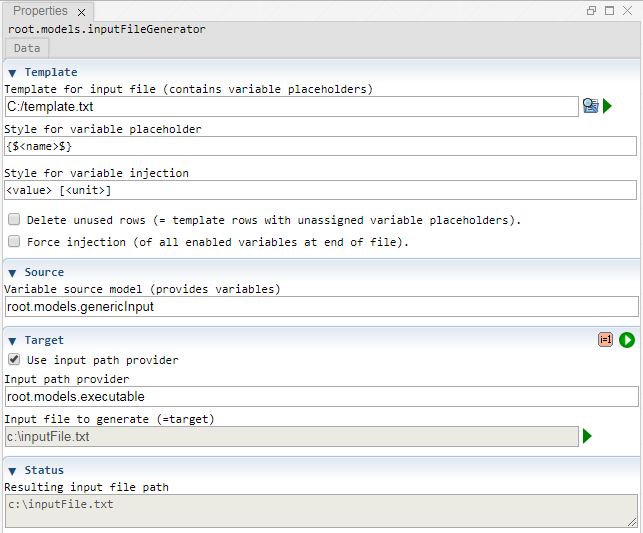 Properties
root.models.inputFileGenerator
Data
Template
Template for input file (contains variable placeholders)
C:/template.txt
Style for variable placeholder
{$<name>$}
Style for variable injection
<value> [<unit>]
Delete unused rows (= template rows with unassigned variable placeholders).
Force injection (of all enabled variables at end of file).
Source
Variable source model (provides variables)
root.models.genericInput
Target
i=1
Use input path provider
Input path provider
root.models.executable
Input file to generate (=target)
c:\inputFile.txt
Status
Resulting input file path
c:\inputFile.txt